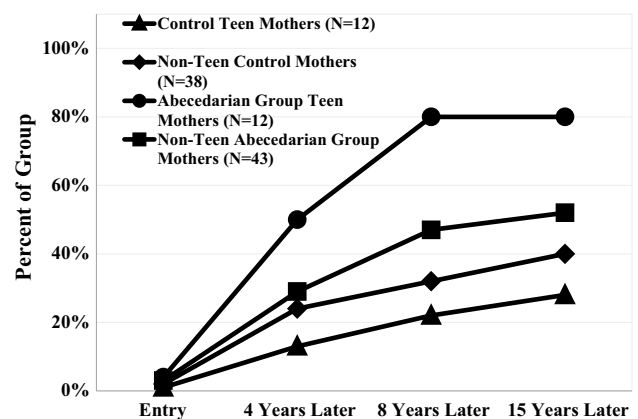 Control Teen Mothers (N=12)
Non-Teen Control Mothers
(N=38)
Abecedarian Group Teen
Mothers (N=12)
Non-Teen Abecedarian Group
Mothers (N=43)
Percent of Group
100%
80%
60%
40%
20%
0%
Entry
4 Years Later
8 Years Later
15 Years Later